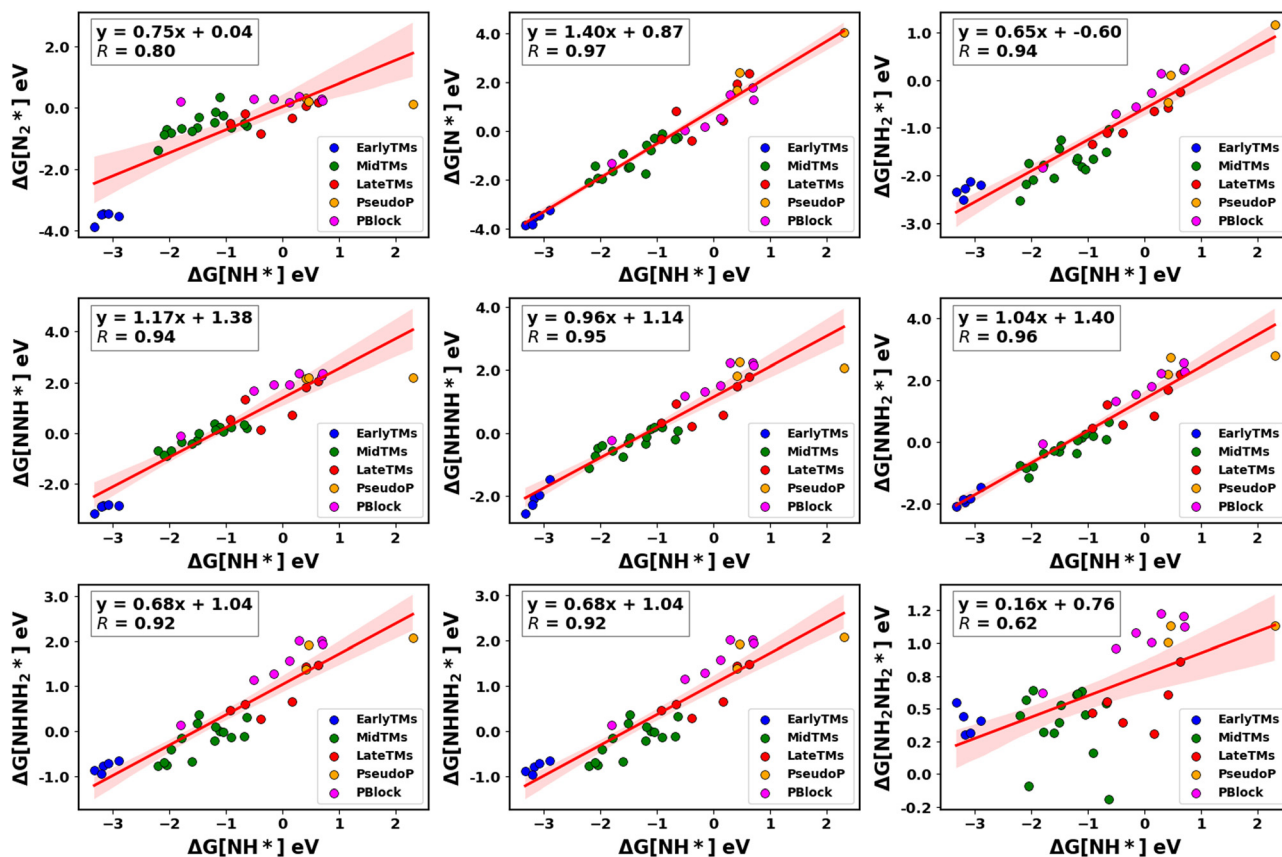 y = 0.75x + 0.04
R = 0.80
ΔG[N₂*] eV
2.0
0.0
-2.0
-4.0
EarlyTMs
MidTMs
LateTMs
PseudoP
PBlock
−3 −2 −1 0 1 2
ΔG[NH*] eV
y = 1.40x + 0.87
R = 0.97
ΔG[N*] eV
4.0
2.0
0.0
-2.0
-4.0
EarlyTMs
MidTMs
LateTMs
PseudoP
PBlock
−3 −2 −1 0 1 2
ΔG[NH*] eV
y = 0.65x + -0.60
R = 0.94
ΔG[NH₂*] eV
1.0
0.0
-1.0
-2.0
-3.0
EarlyTMs
MidTMs
LateTMs
PseudoP
PBlock
−3 −2 −1 0 1 2
ΔG[NH*] eV
y = 1.17x + 1.38
R = 0.94
ΔG[NNH*] eV
4.0
2.0
0.0
-2.0
EarlyTMs
MidTMs
LateTMs
PseudoP
PBlock
−3 −2 −1 0 1 2
ΔG[NH*] eV
y = 0.96x + 1.14
R = 0.95
ΔG[NHNH*] eV
4.0
2.0
0.0
-2.0
EarlyTMs
MidTMs
LateTMs
PseudoP
PBlock
−3 −2 −1 0 1 2
ΔG[NH*] eV
y = 1.04x + 1.40
R = 0.96
ΔG[NNH₂*] eV
4.0
2.0
0.0
-2.0
EarlyTMs
MidTMs
LateTMs
PseudoP
PBlock
−3 −2 −1 0 1 2
ΔG[NH*] eV
y = 0.68x + 1.04
R = 0.92
ΔG[NHNH₂*] eV
3.0
2.0
1.0
0.0
-1.0
EarlyTMs
MidTMs
LateTMs
PseudoP
PBlock
−3 −2 −1 0 1 2
ΔG[NH*] eV
y = 0.68x + 1.04
R = 0.92
ΔG[NHNH₂*] eV
3.0
2.0
1.0
0.0
-1.0
EarlyTMs
MidTMs
LateTMs
PseudoP
PBlock
−3 −2 −1 0 1 2
ΔG[NH*] eV
y = 0.16x + 0.76
R = 0.62
ΔG[NH₂NH₂*] eV
1.2
1.0
0.8
0.5
0.2
0.0
-0.2
EarlyTMs
MidTMs
LateTMs
PseudoP
PBlock
−3 −2 −1 0 1 2
ΔG[NH*] eV